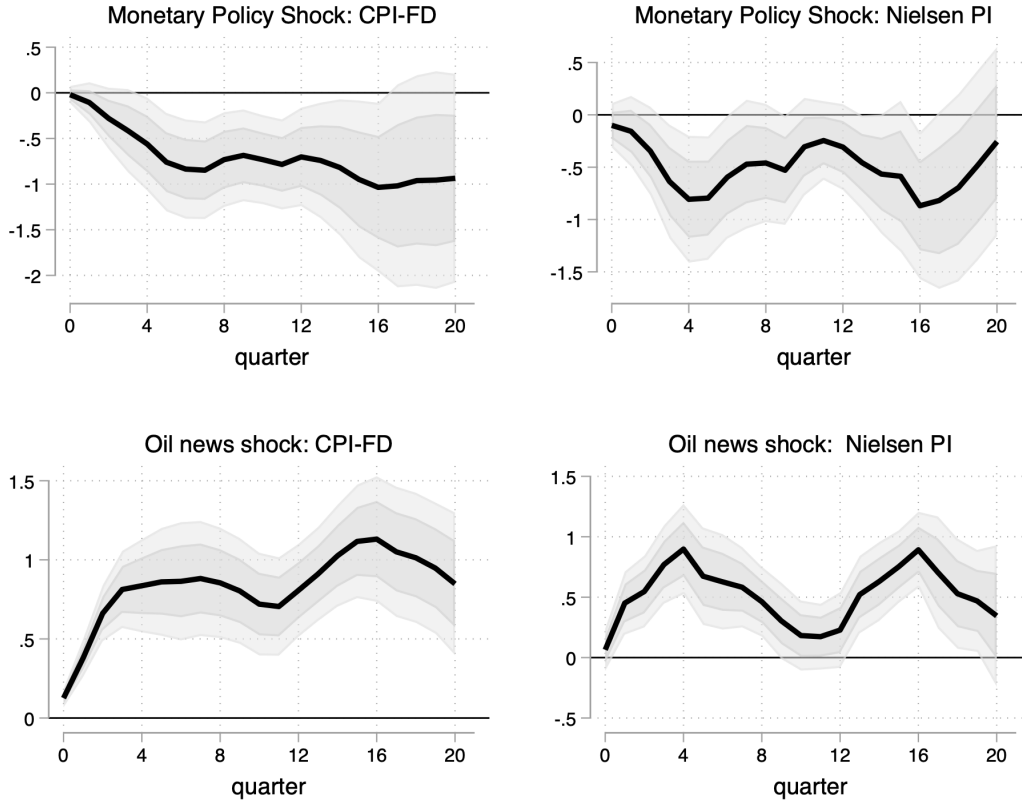 Monetary Policy Shock: CPI-FD
.5
0
-.5
-1
-1.5
-2
0 4 8 12 16 20
quarter
Monetary Policy Shock: Nielsen PI
.5
0
-.5
-1
-1.5
0 4 8 12 16 20
quarter
Oil news shock: CPI-FD
1.5
1
.5
0
0 4 8 12 16 20
quarter
Oil news shock: Nielsen PI
1.5
1
.5
0
-.5
0 4 8 12 16 20
quarter